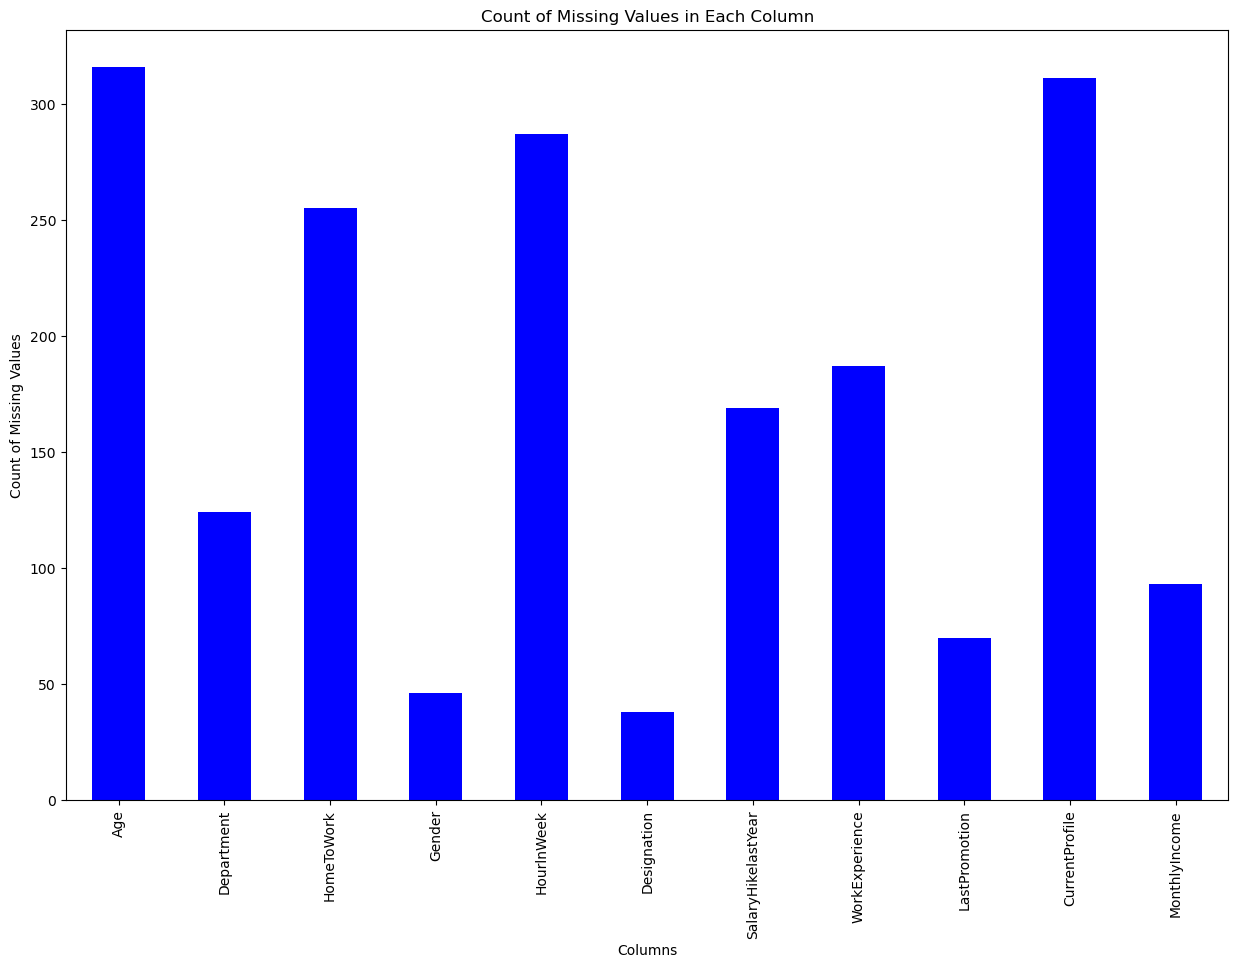 Count of Missing Values in Each Column
Count of Missing Values
300
250
200
150
100
50
0
Age
Department
HomeToWork
Gender
HourInWeek
Designation
SalaryHikelastYear
WorkExperience
LastPromotion
CurrentProfile
MonthlyIncome
Columns